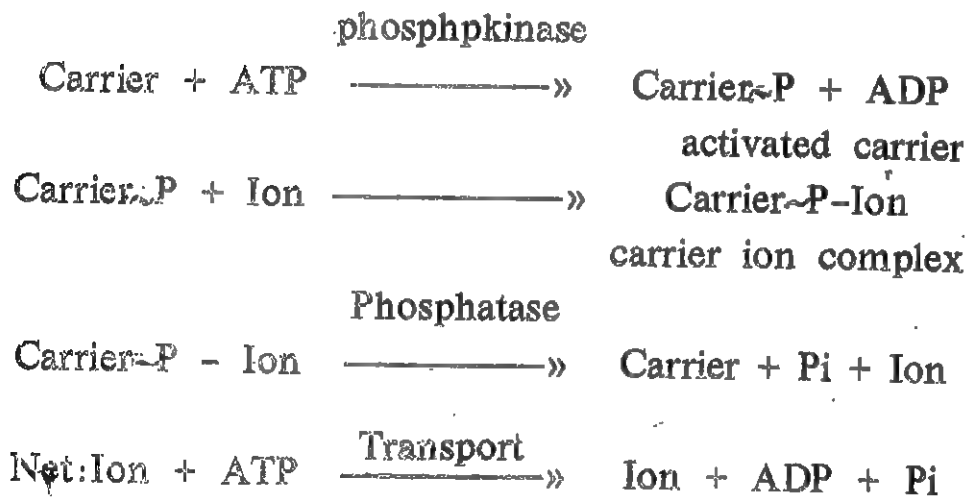 phosphpkinase
Carrier + ATP ———» Carrier~P + ADP
activated carrier
Carrier~P + Ion ———» Carrier~P-Ion
carrier ion complex
Phosphatase
Carrier~P - Ion ———» Carrier + Pi + Ion
Transport
Net:Ion + ATP ———» Ion + ADP + Pi